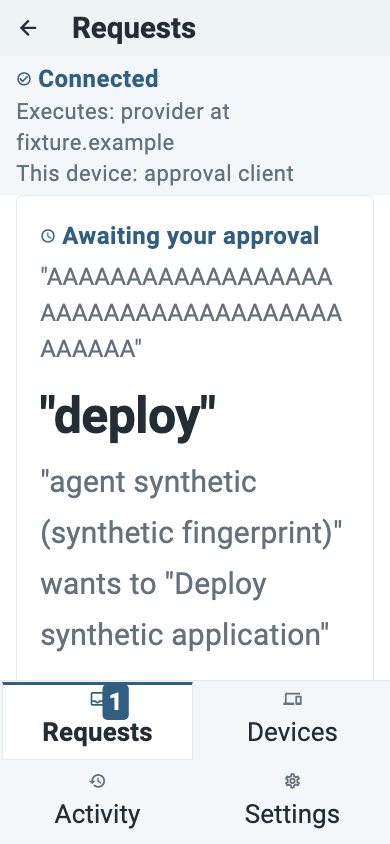 Requests
Connected
Executes: provider at
fixture.example
This device: approval client
Awaiting your approval
"AAAAAAAAAAAAAAAAAA
AAAAAAAAAAAAAAAAAAA
AAAAAA"
"deploy"
"agent synthetic
(synthetic fingerprint)"
wants to "Deploy
synthetic application"
1
Requests
Devices
Activity
Settings